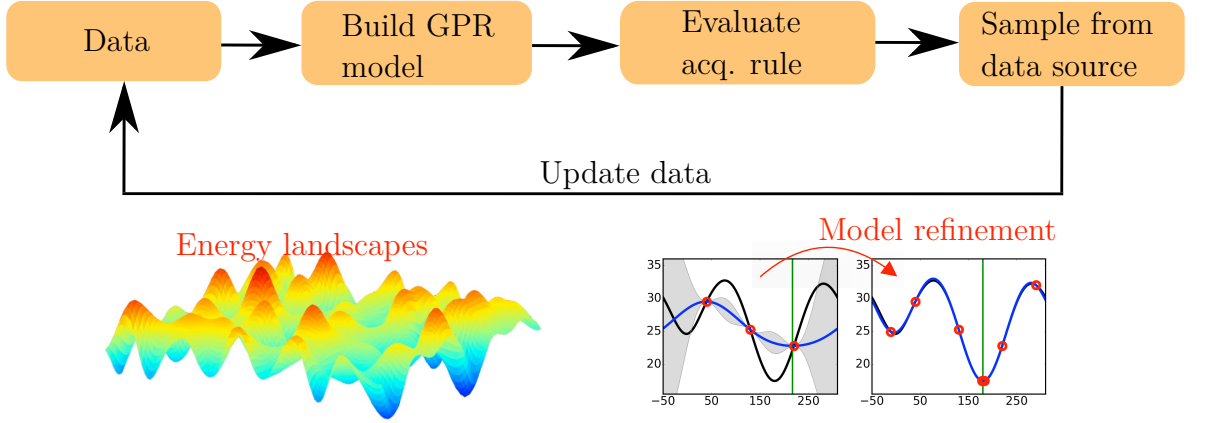 Data
Build GPR
model
Evaluate
acq. rule
Sample from
data source
Update data
Energy landscapes
Model refinement
35
30
25
20
−50
50
150
250
35
30
25
20
−50
50
150
250